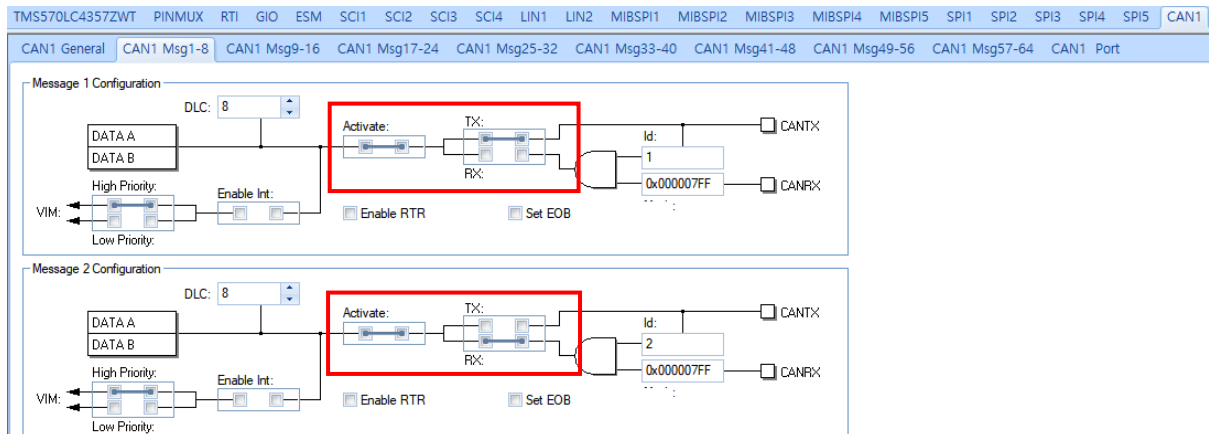 TMS570LC4357ZWT PINMUX RTI GIO ESM SCI1 SCI2 SCI3 SCI4 LIN1 LIN2 MIBSPI1 MIBSPI2 MIBSPI3 MIBSPI4 MIBSPI5 SPI1 SPI2 SPI3 SPI4 SPI5 CAN1
CAN1 General CAN1 Msg1-8 CAN1 Msg9-16 CAN1 Msg17-24 CAN1 Msg25-32 CAN1 Msg33-40 CAN1 Msg41-48 CAN1 Msg49-56 CAN1 Msg57-64 CAN1 Port
Message 1 Configuration
DLC: 8
Activate: TX: CANTX
DATA A Id:
DATA B 1
RX:
High Priority: 0x000007FF CANRX
Enable Int:
VIM: Enable RTR Set EOB
Low Priority:
Message 2 Configuration
DLC: 8
Activate: TX: CANTX
DATA A Id:
DATA B 2
RX:
High Priority: 0x000007FF CANRX
Enable Int:
VIM: Enable RTR Set EOB
Low Priority: